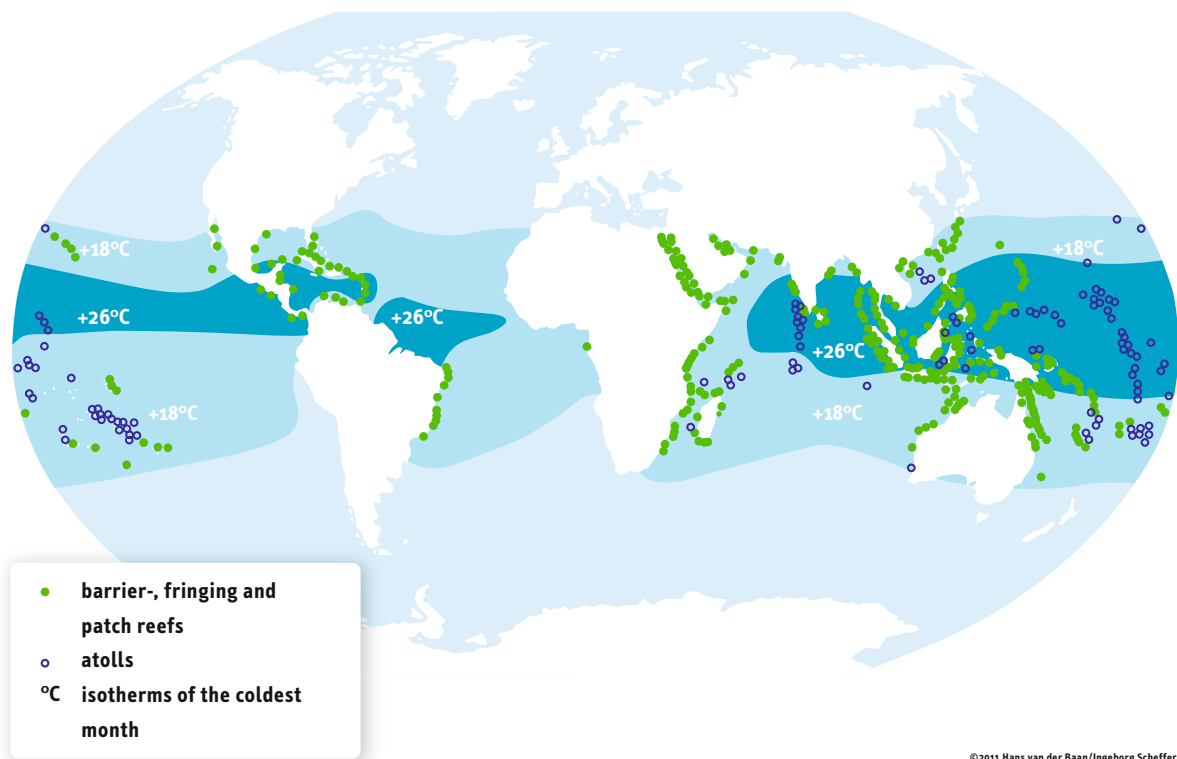 +18°C
+18°C
+26°C
+26°C
+26°C
+18°C
+18°C
barrier-, fringing and
patch reefs
atolls
°C isotherms of the coldest
month
©2011 Hans van der Baan/Ingeborg Scheffer